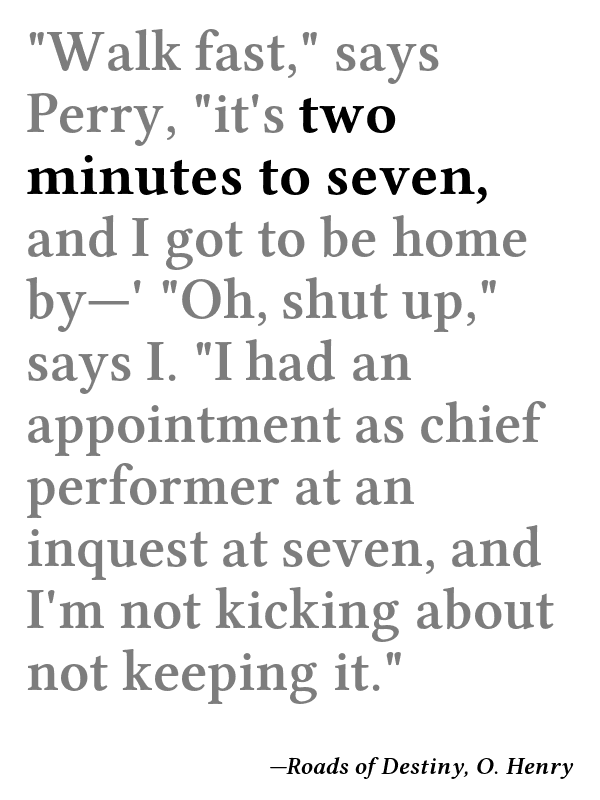 "Walk fast," says
Perry, "it's two
minutes to seven,
and I got to be home
by—' "Oh, shut up,"
says I. "I had an
appointment as chief
performer at an
inquest at seven, and
I'm not kicking about
not keeping it."
—Roads of Destiny, O. Henry